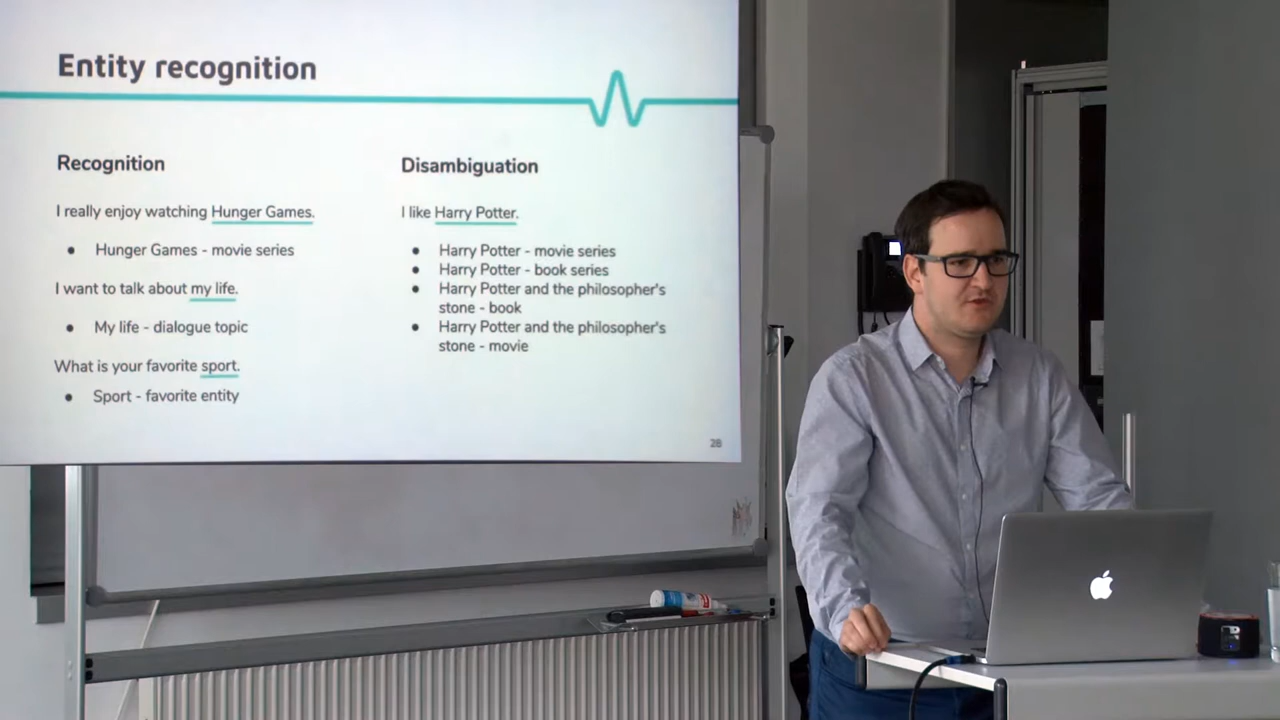 Entity recognition
Recognition
I really enjoy watching Hunger Games.
● Hunger Games - movie series
I want to talk about my life.
● My life - dialogue topic
What is your favorite sport.
● Sport - favorite entity
Disambiguation
I like Harry Potter.
● Harry Potter - movie series
● Harry Potter - book series
● Harry Potter and the philosopher's
stone - book
● Harry Potter and the philosopher's
stone - movie
28